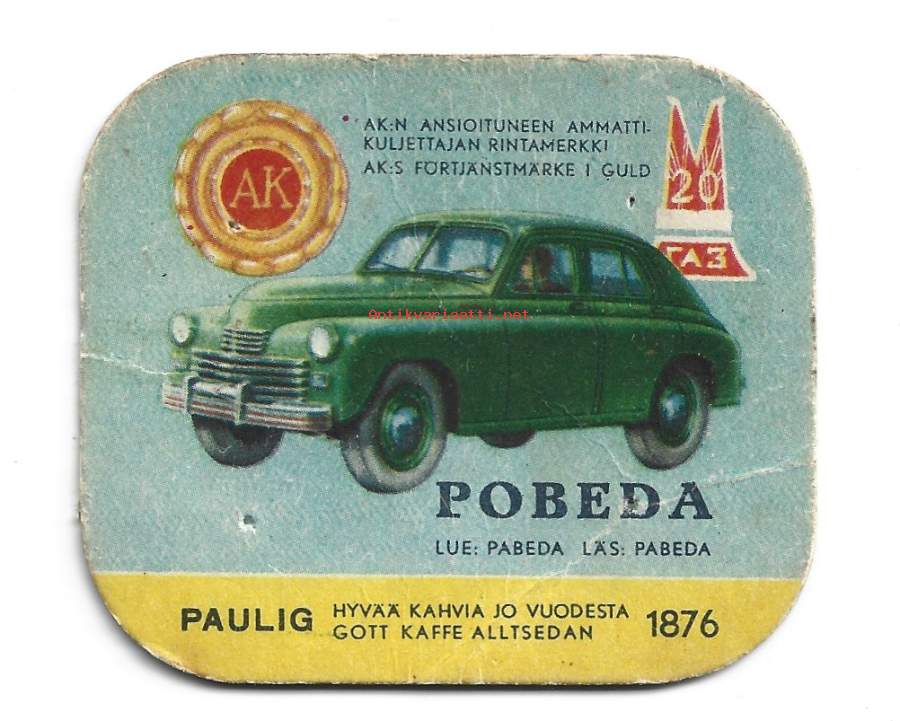 AK:N ANSIOITUNEEN AMMATTI-
KULJETTAJAN RINTAMERKKI
AK:S FÖRTJÄNSTMÄRKE I GULD
AK
M
20
ГАЗ
Antikvariaatti.net
POBEDA
LUE: PABEDA LÄS: PABEDA
PAULIG HYVÄÄ KAHVIA JO VUODESTA 1876
GOTT KAFFE ALLTSEDAN